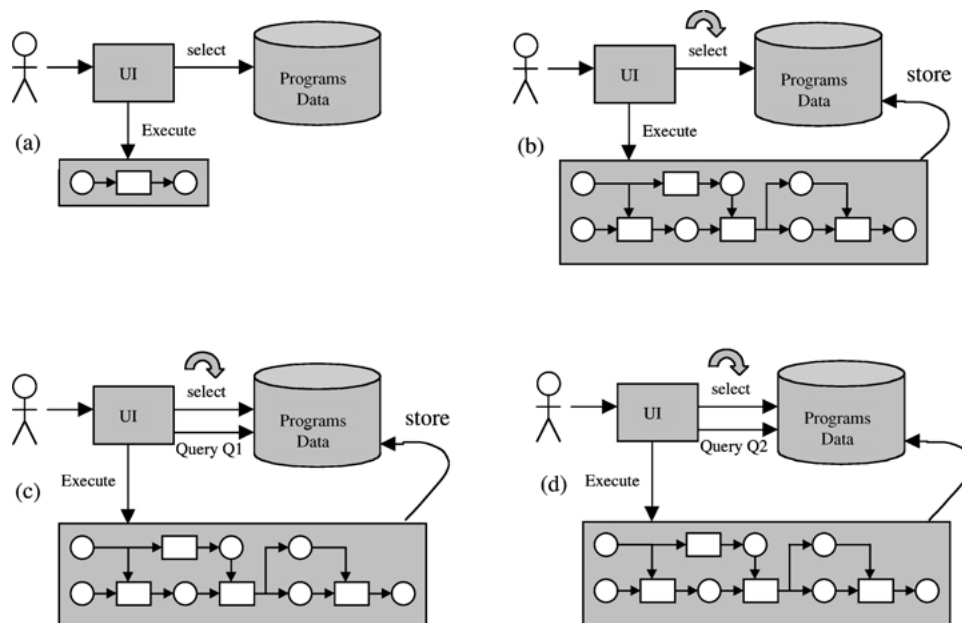 select
UI
Programs
Data
Execute
(a)
select
UI
Programs
Data
store
Execute
(b)
select
UI
Programs
Data
store
Query Q1
Execute
(c)
select
UI
Programs
Data
store
Query Q2
Execute
(d)